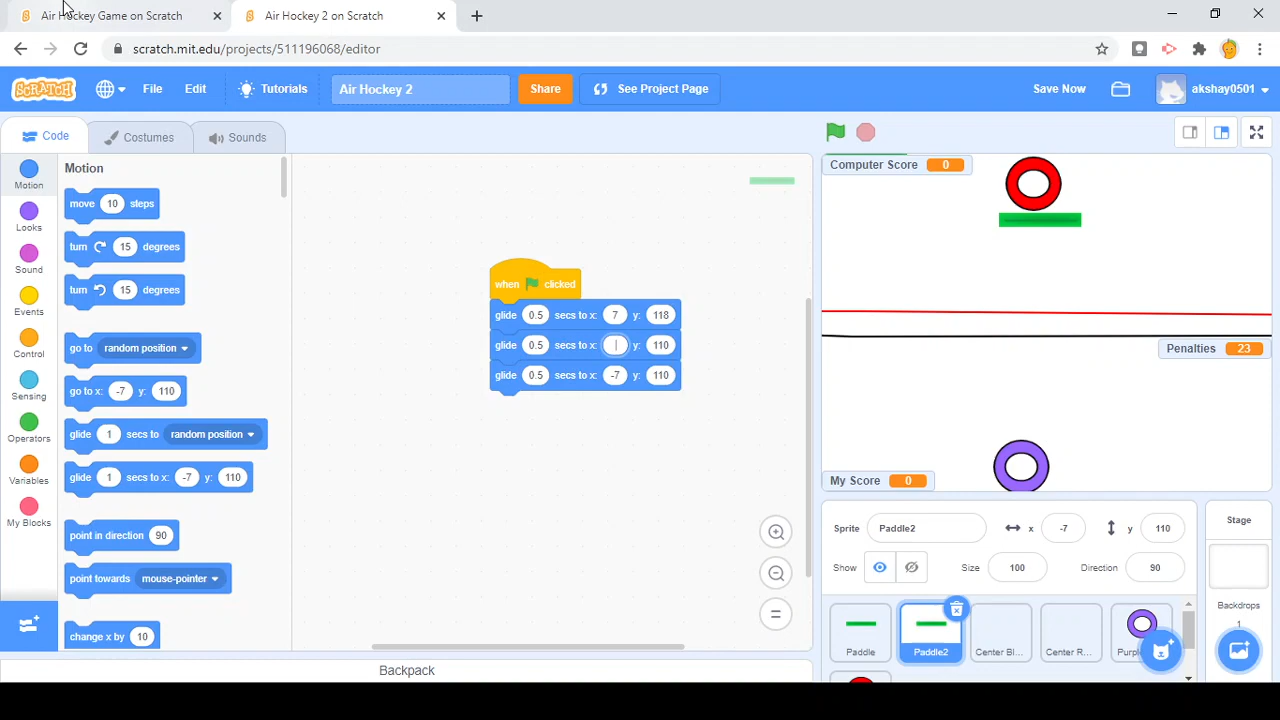 Air Hockey Game on Scratch
Air Hockey 2 on Scratch
scratch.mit.edu/projects/511196068/editor
SCRATCH
File
Edit
Tutorials
Air Hockey 2
Share
See Project Page
Save Now
akshay0501
Code
Costumes
Sounds
Motion
Looks
Sound
Events
Control
Sensing
Operators
Variables
My Blocks
Motion
move 10 steps
turn 15 degrees
turn 15 degrees
go to random position
go to x: -7 y: 110
glide 1 secs to random position
glide 1 secs to x: -7 y: 110
point in direction 90
point towards mouse-pointer
change x by 10
when clicked
glide 0.5 secs to x: 7 y: 118
glide 0.5 secs to x: y: 110
glide 0.5 secs to x: -7 y: 110
Backpack
Computer Score 0
Penalties 23
My Score 0
Sprite Paddle2 x -7 y 110
Show Size 100 Direction 90
Paddle
Paddle2
Center Bl...
Center R...
Purpl
Stage
Backdrops
1